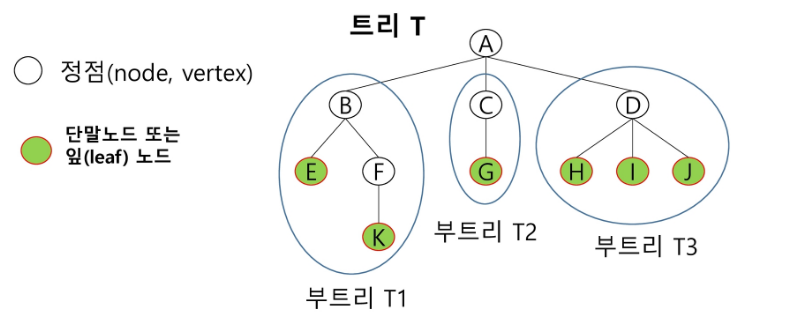 트리 T
정점(node, vertex)
단말노드 또는
잎(leaf) 노드
A
B
C
D
E
F
G
H
I
J
K
부트리 T1
부트리 T2
부트리 T3